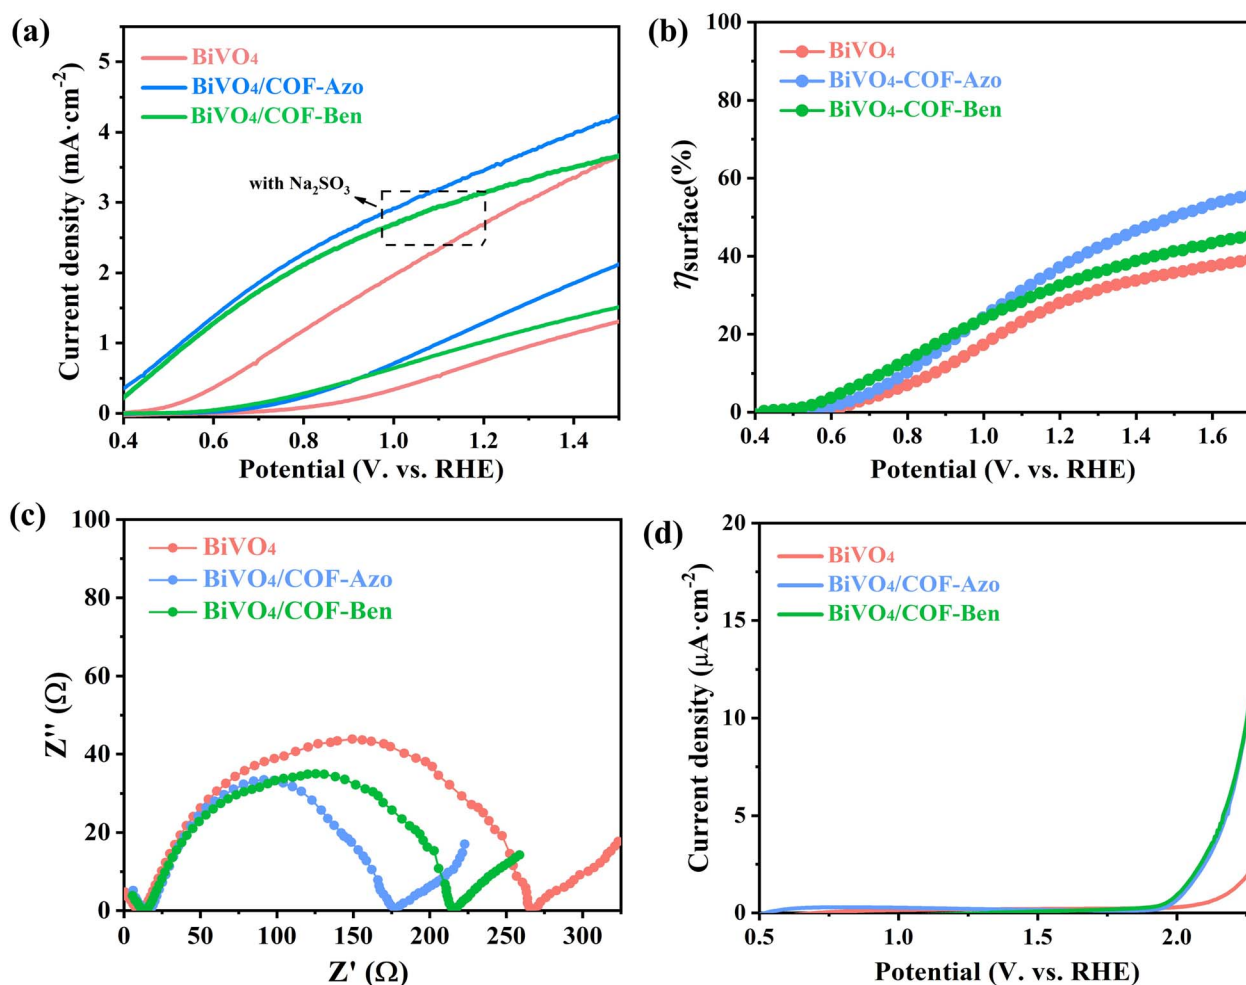 (a)
BiVO4
BiVO4/COF-Azo
BiVO4/COF-Ben
with Na2SO3
Current density (mA·cm-2)
5
4
3
2
1
0
0.4 0.6 0.8 1.0 1.2 1.4
Potential (V. vs. RHE)
(b)
BiVO4
BiVO4-COF-Azo
BiVO4-COF-Ben
ηsurface(%)
100
80
60
40
20
0
0.4 0.6 0.8 1.0 1.2 1.4 1.6
Potential (V. vs. RHE)
(c)
BiVO4
BiVO4/COF-Azo
BiVO4/COF-Ben
Z'' (Ω)
100
80
60
40
20
0
0 50 100 150 200 250 300
Z' (Ω)
(d)
BiVO4
BiVO4/COF-Azo
BiVO4/COF-Ben
Current density (μA·cm-2)
20
15
10
5
0
0.5 1.0 1.5 2.0
Potential (V. vs. RHE)